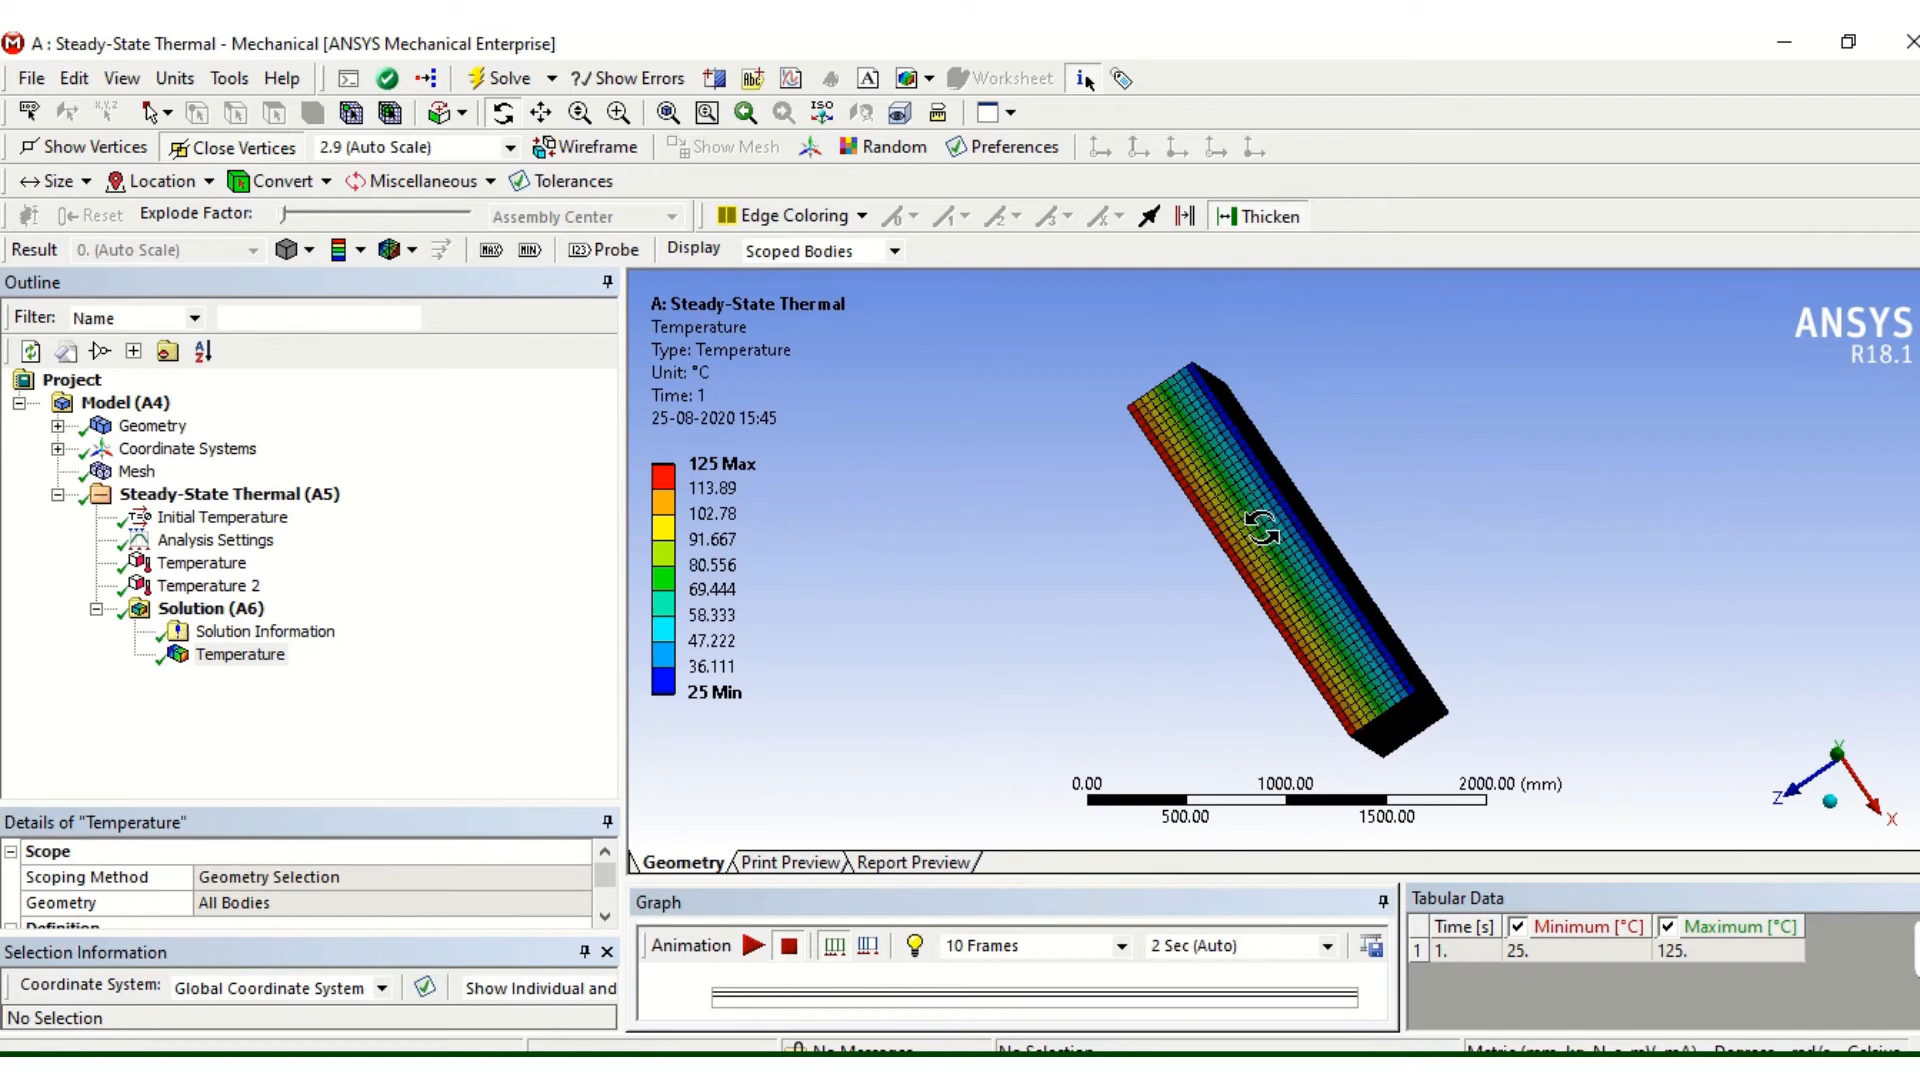 A : Steady-State Thermal - Mechanical [ANSYS Mechanical Enterprise]
File Edit View Units Tools Help Solve ?/ Show Errors Worksheet
Show Vertices Close Vertices 2.9 (Auto Scale) Wireframe Show Mesh Random Preferences
Size Location Convert Miscellaneous Tolerances
Reset Explode Factor: Assembly Center Edge Coloring Thicken
Result 0. (Auto Scale) MAX MIN Probe Display Scoped Bodies
Outline
Filter: Name
Project
Model (A4)
Geometry
Coordinate Systems
Mesh
Steady-State Thermal (A5)
Initial Temperature
Analysis Settings
Temperature
Temperature 2
Solution (A6)
Solution Information
Temperature
A: Steady-State Thermal
Temperature
Type: Temperature
Unit: °C
Time: 1
25-08-2020 15:45
125 Max
113.89
102.78
91.667
80.556
69.444
58.333
47.222
36.111
25 Min
ANSYS
R18.1
0.00 1000.00 2000.00 (mm)
500.00 1500.00
Y
Z
X
Geometry Print Preview Report Preview
Details of "Temperature"
Scope
Scoping Method Geometry Selection
Geometry All Bodies
Definition
Selection Information
Coordinate System: Global Coordinate System Show Individual and
No Selection
Graph
Animation 10 Frames 2 Sec (Auto)
Tabular Data
Time [s] Minimum [°C] Maximum [°C]
1 1. 25. 125.
No Messages No Selection